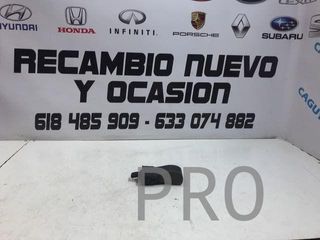 HYUNDAI HONDA INFINITI PORSCHE SUBARU
RECAMBIO NUEVO
Y OCASION
618 485 909 - 633 074 882
PRO